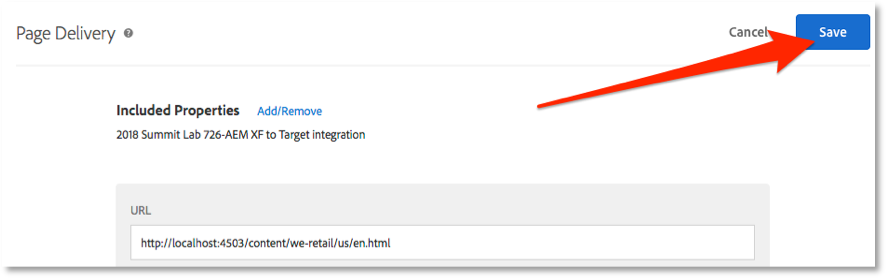 Page Delivery ?
Cancel
Save
Included Properties Add/Remove
2018 Summit Lab 726-AEM XF to Target integration
URL
http://localhost:4503/content/we-retail/us/en.html